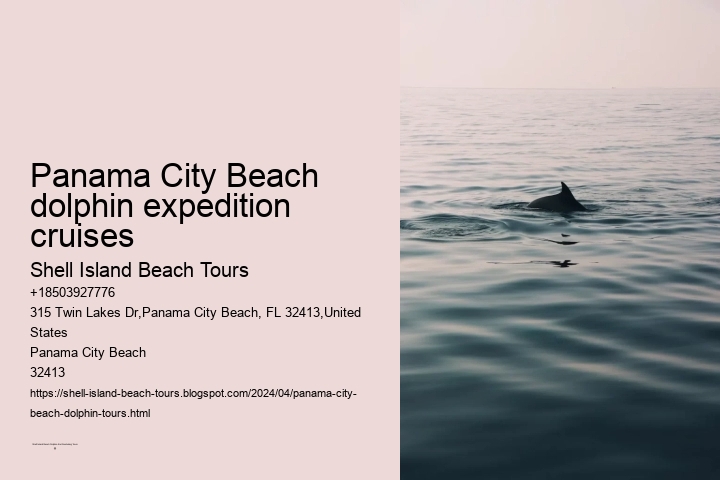 Panama City Beach
dolphin expedition
cruises
Shell Island Beach Tours
+18503927776
315 Twin Lakes Dr,Panama City Beach, FL 32413,United
States
Panama City Beach
32413
https://shell-island-beach-tours.blogspot.com/2024/04/panama-city-
beach-dolphin-tours.html